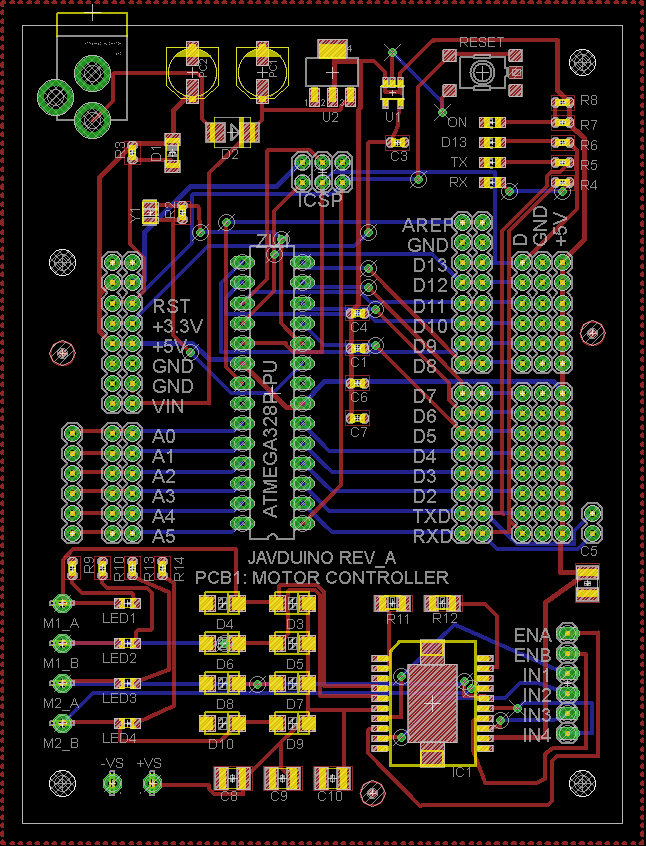 PC2
PC1
U2
U1
RESET
R8
ON
R7
D13
R6
TX
R5
RX
R4
R3
D1
D2
C3
ICSP
Y1
R2
AREF
GND
D
GND
+5V
D13
D12
RST
D11
+3.3V
C4
D10
+5V
D9
GND
C1
D8
GND
C6
D7
VIN
C7
D6
ATMEGA328P-PU
A0
D5
A1
D4
A2
D3
A3
D2
A4
TXD
A5
RXD
C5
JAVDUINO REV_A
PCB1: MOTOR CONTROLLER
R9
R10
R13
R14
M1_A
LED1
D4
D3
R11
R12
M1_B
LED2
D6
D5
ENA
ENB
M2_A
LED3
D8
D7
IN1
IN2
M2_B
LED4
D10
D9
IN3
IN4
-VS
+VS
C8
C9
C10
IC1